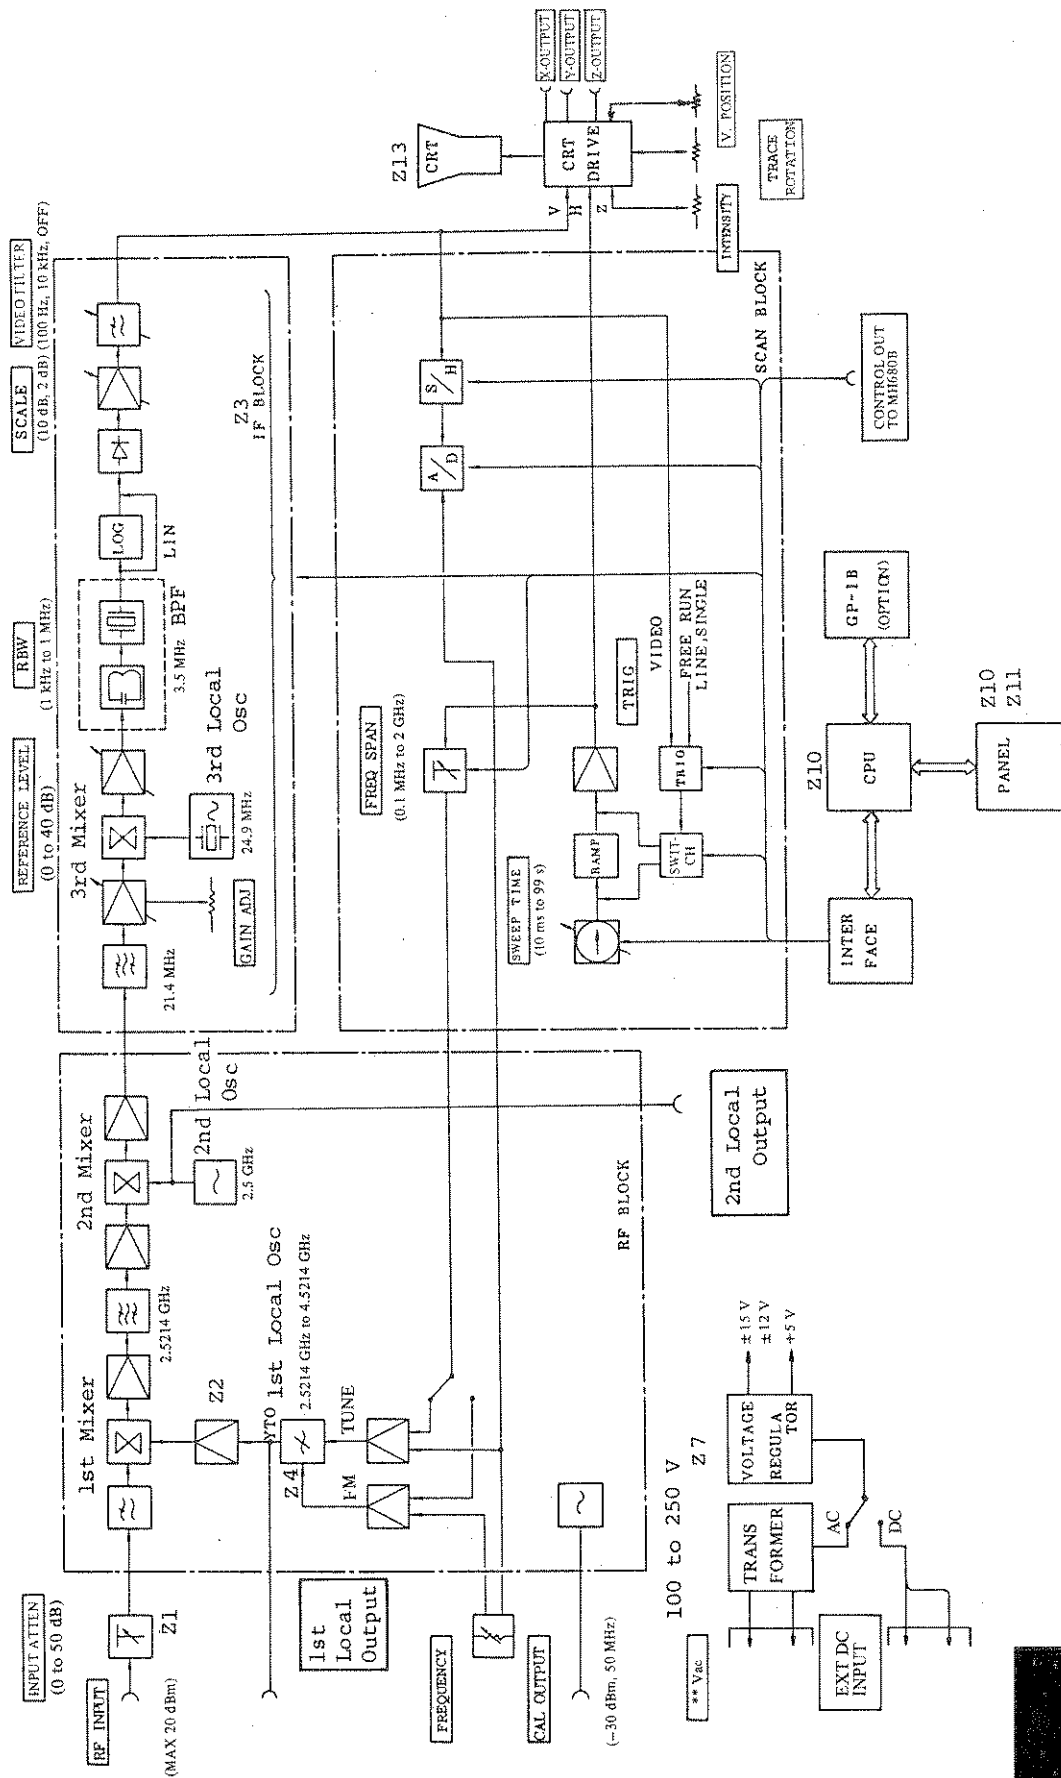 INPUT ATTEN
(0 to 50 dB)
RF INPUT
(MAX 20 dBm)
Z1
1st Mixer
2.5214 GHz
2nd Mixer
2nd Local
Osc
2.5 GHz
Z2
YTO 1st Local Osc
2.5214 GHz to 4.5214 GHz
Z4
TUNE
FM
RF BLOCK
1st
Local
Output
FREQUENCY
CAL OUTPUT
(−30 dBm, 50 MHz)
2nd Local
Output
REFERENCE LEVEL
(0 to 40 dB)
RBW
(1 kHz to 1 MHz)
SCALE
(10 dB, 2 dB)
VIDEO FILTER
(100 Hz, 10 kHz, OFF)
21.4 MHz
GAIN ADJ
3rd Mixer
3rd Local
Osc
24.9 MHz
3.5 MHz BPF
LOG
LIN
Z3
IF BLOCK
FREQ SPAN
(0.1 MHz to 2 GHz)
A/D
S/H
SWEEP TIME
(10 ms to 99 s)
RAMP
SWIT-
CH
TRIG
TRIG
VIDEO
FREE RUN
LINE,SINGLE
SCAN BLOCK
Z13
CRT
CRT
DRIVE
V
H
Z
X-OUTPUT
Y-OUTPUT
Z-OUTPUT
INTENSITY
V. POSITION
TRACE
ROTATION
CONTROL OUT
TO MH680B
INTER
FACE
Z10
CPU
GP-1B
(OPTION)
Z10
Z11
PANEL
100 to 250 V
** Vac
TRANS
FORMER
Z7
VOLTAGE
REGULA
TOR
±15 V
±12 V
+5 V
AC
DC
EXT DC
INPUT